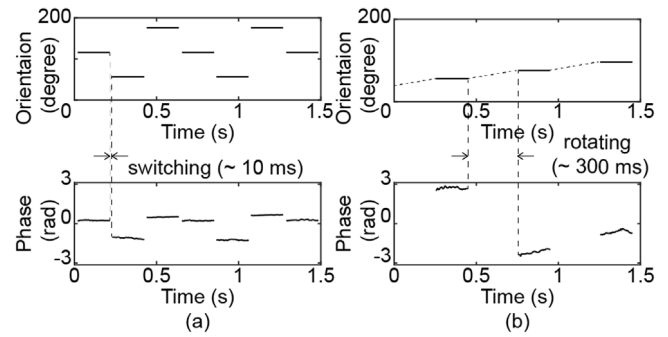 200
Orientaion
(degree)
0
0.5
1
1.5
Time (s)
switching (~ 10 ms)
3
Phase
(rad)
0
-3
0
0.5
1
1.5
Time (s)
(a)
200
Orientaion
(degree)
0
0.5
1
1.5
Time (s)
rotating
(~ 300 ms)
3
Phase
(rad)
0
-3
0
0.5
1
1.5
Time (s)
(b)